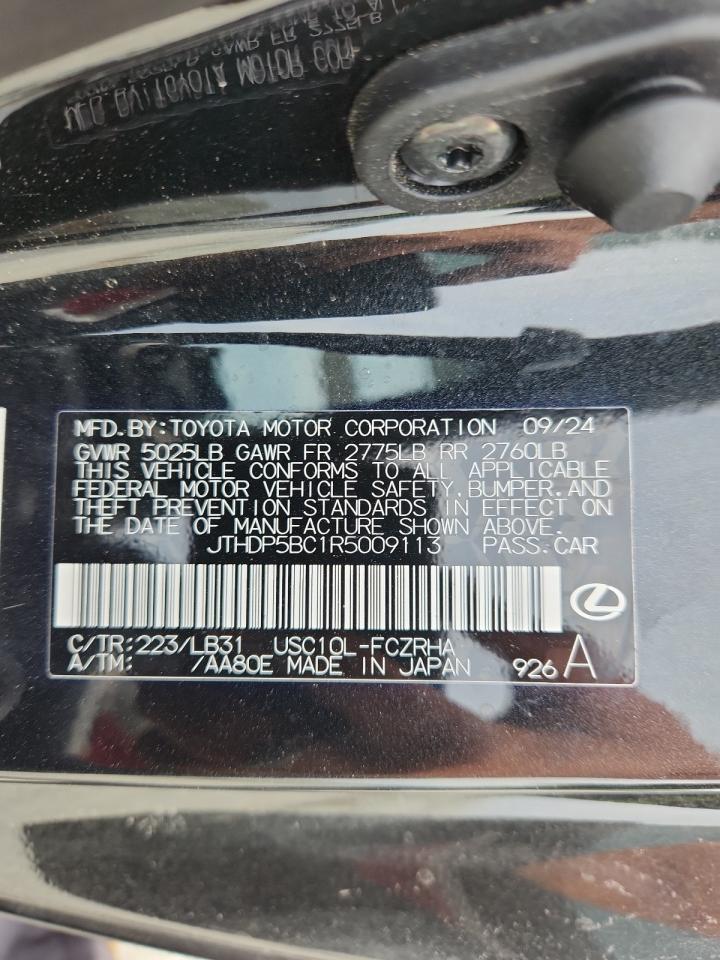 MFD.BY:TOYOTA MOTOR CORPORATION 09/24
GVWR 5025LB GAWR FR 2775LB RR 2760LB
THIS VEHICLE CONFORMS TO ALL APPLICABLE
FEDERAL MOTOR VEHICLE SAFETY,BUMPER,AND
THEFT PREVENTION STANDARDS IN EFFECT ON
THE DATE OF MANUFACTURE SHOWN ABOVE.
JTHDP5BC1R5009113 PASS.CAR
C/TR:223/LB31 USC10L-FCZRHA
A/TM: /AA80E MADE IN JAPAN 926 A